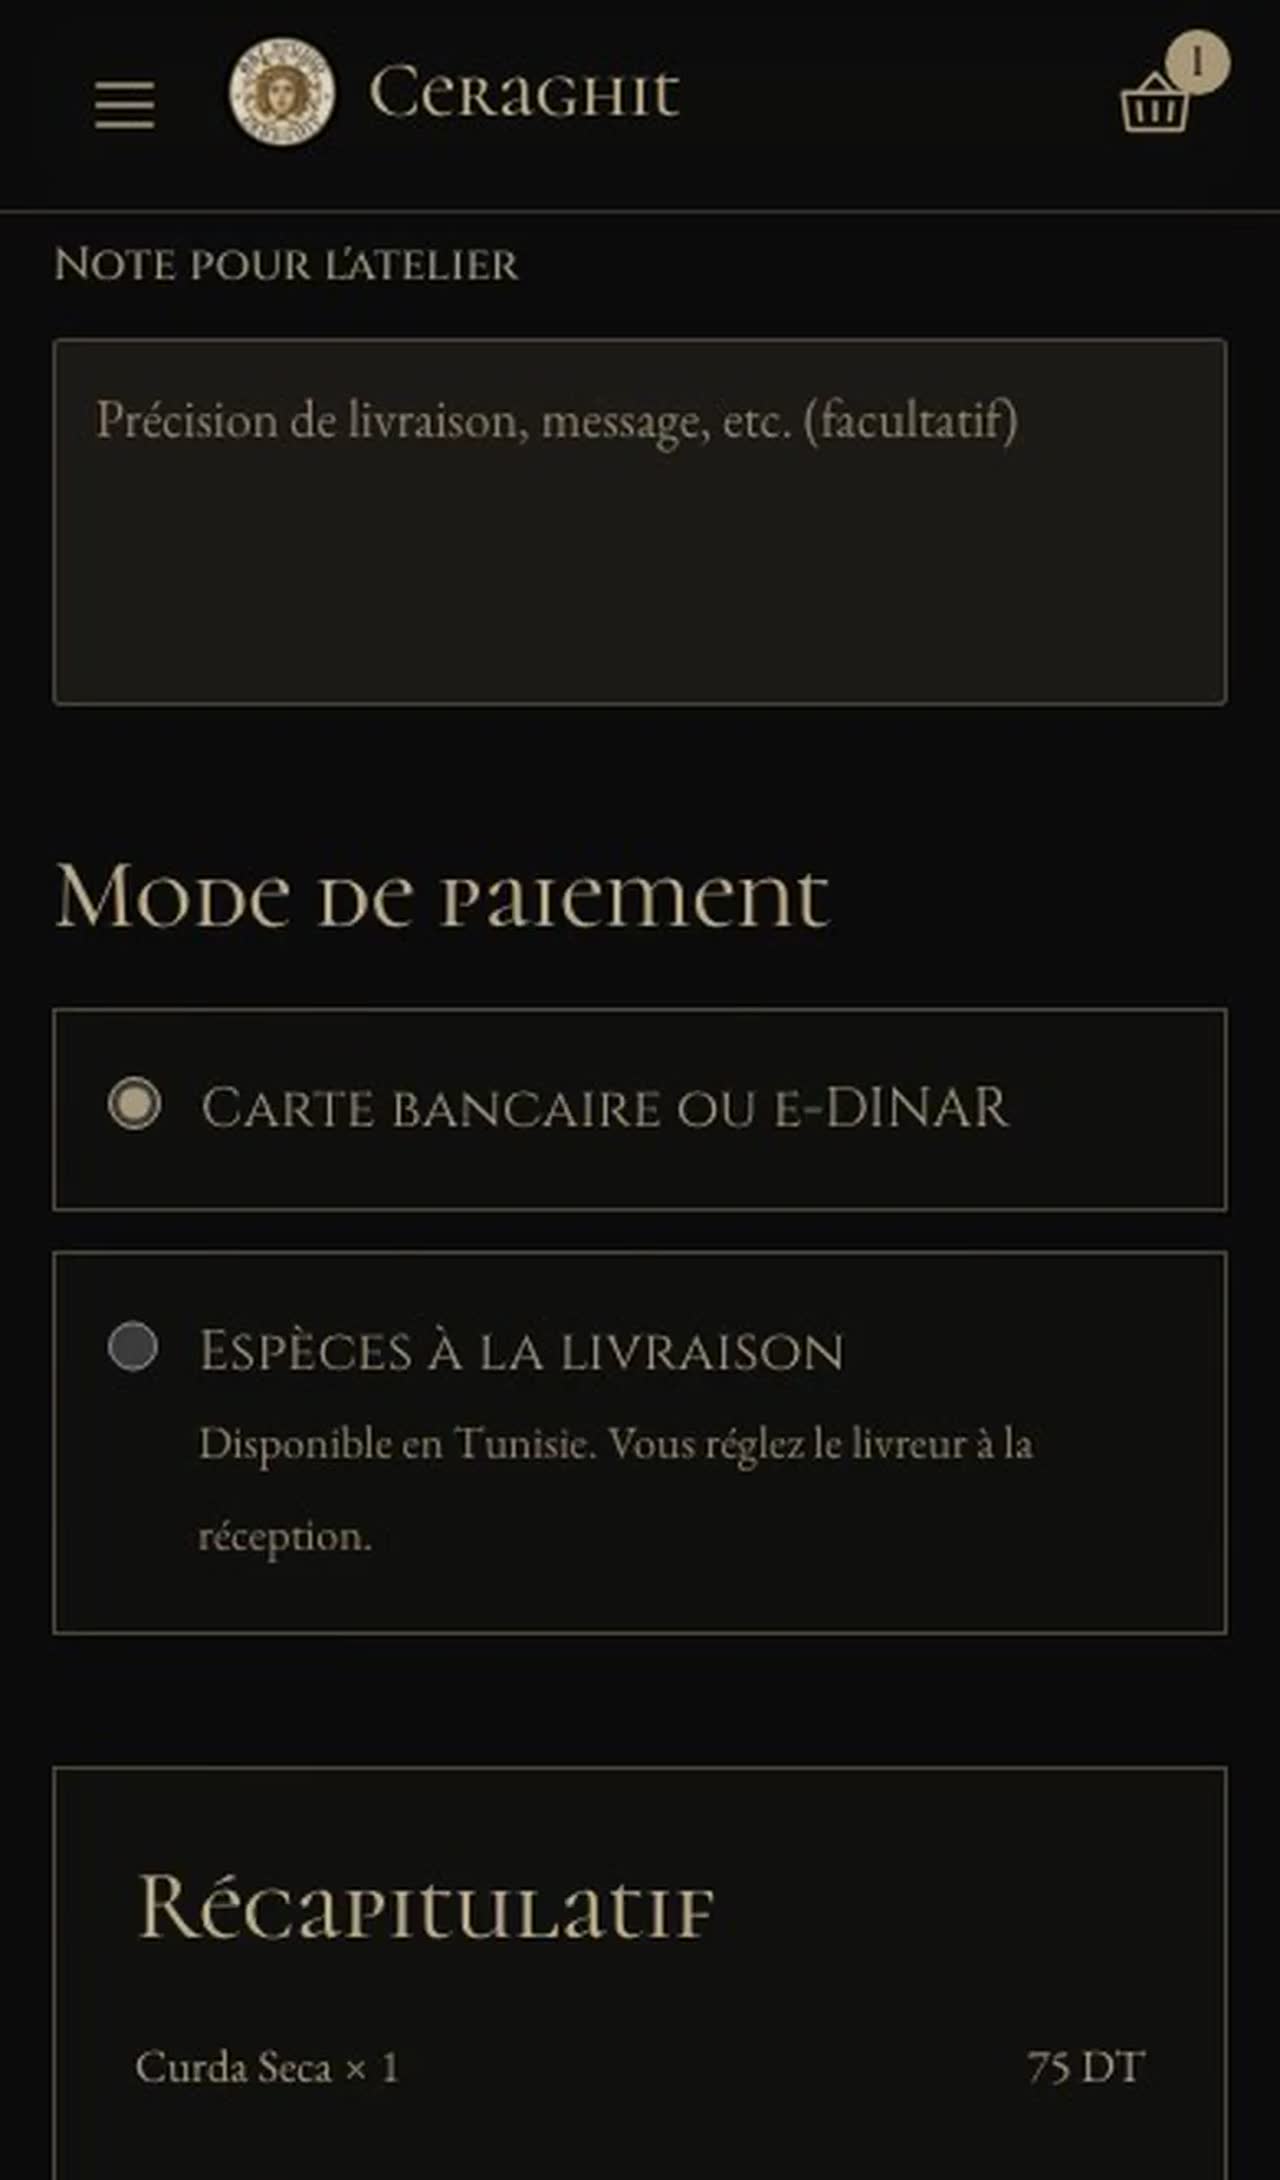 Ceraghit
1
Note pour l'atelier
Précision de livraison, message, etc. (facultatif)
Mode de paiement
Carte bancaire ou e-DINAR
Espèces à la livraison
Disponible en Tunisie. Vous réglez le livreur à la
réception.
Récapitulatif
Curda Seca × 1
75 DT